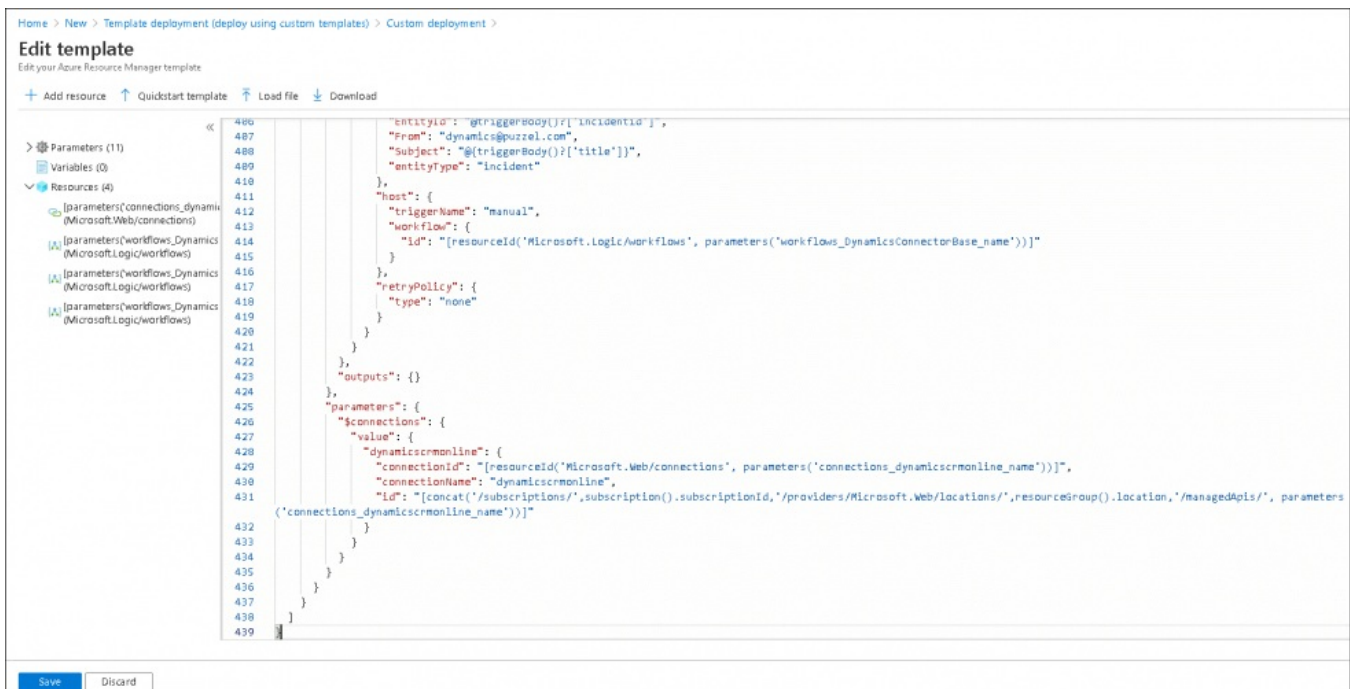 Home > New > Template deployment (deploy using custom templates) > Custom deployment >
Edit template
Edit your Azure Resource Manager template
+ Add resource ↑ Quickstart template ↑ Load file ↓ Download
«
> Parameters (11)
Variables (0)
Resources (4)
[parameters('connections_dynamic
(Microsoft.Web/connections)
[parameters('workflows_Dynamics
(Microsoft.Logic/workflows)
[parameters('workflows_Dynamics
(Microsoft.Logic/workflows)
[parameters('workflows_Dynamics
(Microsoft.Logic/workflows)
406 "EntityId": "@triggerBody()?['incidentid']",
407 "From": "dynamics@puzzel.com",
408 "Subject": "@{triggerBody()?['title']}",
409 "entityType": "incident"
410 },
411 "host": {
412 "triggerName": "manual",
413 "workflow": {
414 "id": "[resourceId('Microsoft.Logic/workflows', parameters('workflows_DynamicsConnectorBase_name'))]"
415 }
416 },
417 "retryPolicy": {
418 "type": "none"
419 }
420 }
421 }
422 },
423 "outputs": {}
424 },
425 "parameters": {
426 "$connections": {
427 "value": {
428 "dynamicscrmonline": {
429 "connectionId": "[resourceId('Microsoft.Web/connections', parameters('connections_dynamicscrmonline_name'))]",
430 "connectionName": "dynamicscrmonline",
431 "id": "[concat('/subscriptions/',subscription().subscriptionId,'/providers/Microsoft.Web/locations/',resourceGroup().location,'/managedApis/', parameters
('connections_dynamicscrmonline_name'))]"
432 }
433 }
434 }
435 }
436 }
437 }
438 ]
439 }
Save Discard